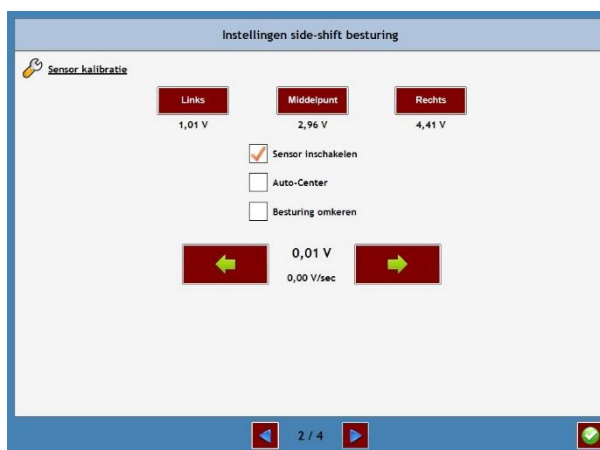 Instellingen side-shift besturing
Sensor kalibratie
Links Middelpunt Rechts
1,01 V 2,96 V 4,41 V
Sensor inschakelen
Auto-Center
Besturing omkeren
0,01 V
0,00 V/sec
2 / 4